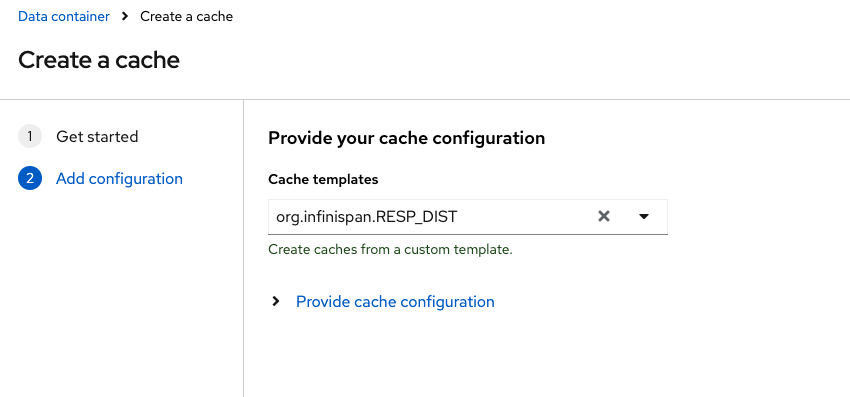 Data container > Create a cache
Create a cache
1 Get started
2 Add configuration
Provide your cache configuration
Cache templates
org.infinispan.RESP_DIST
Create caches from a custom template.
Provide cache configuration